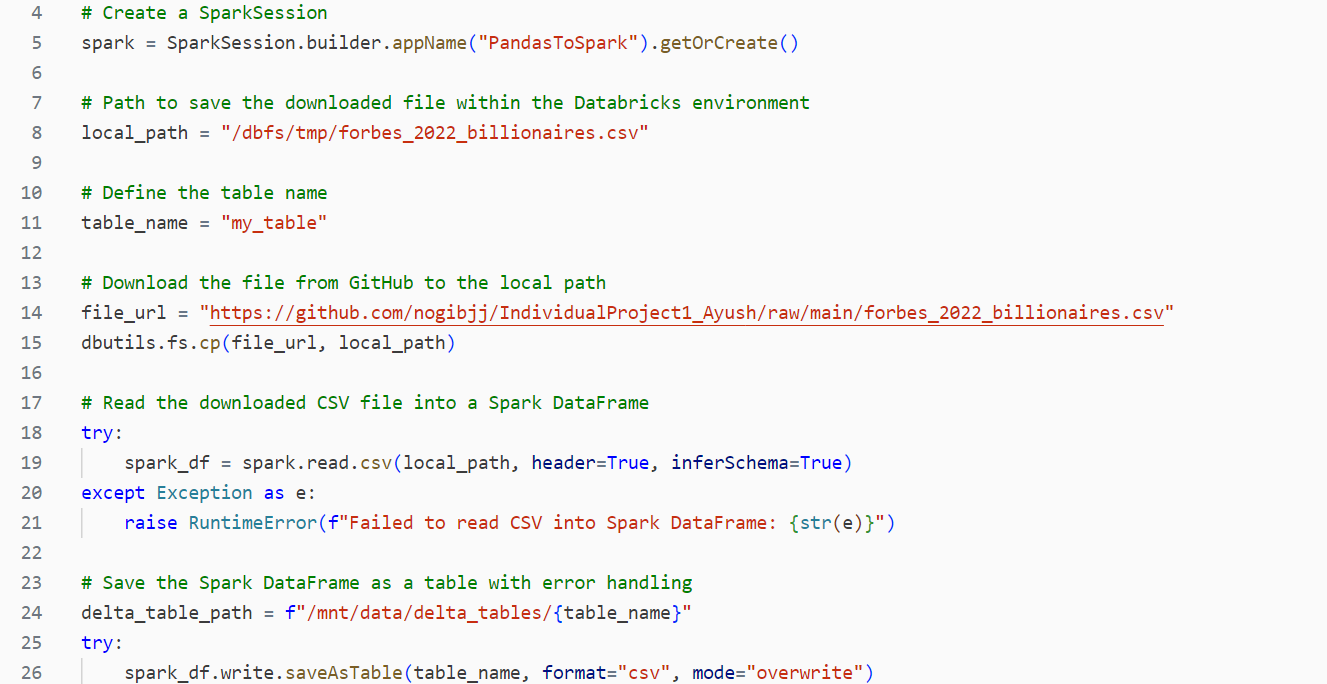 4 # Create a SparkSession
5 spark = SparkSession.builder.appName("PandasToSpark").getOrCreate()
6
7 # Path to save the downloaded file within the Databricks environment
8 local_path = "/dbfs/tmp/forbes_2022_billionaires.csv"
9
10 # Define the table name
11 table_name = "my_table"
12
13 # Download the file from GitHub to the local path
14 file_url = "https://github.com/nogibjj/IndividualProject1_Ayush/raw/main/forbes_2022_billionaires.csv"
15 dbutils.fs.cp(file_url, local_path)
16
17 # Read the downloaded CSV file into a Spark DataFrame
18 try:
19     spark_df = spark.read.csv(local_path, header=True, inferSchema=True)
20 except Exception as e:
21     raise RuntimeError(f"Failed to read CSV into Spark DataFrame: {str(e)}")
22
23 # Save the Spark DataFrame as a table with error handling
24 delta_table_path = f"/mnt/data/delta_tables/{table_name}"
25 try:
26     spark_df.write.saveAsTable(table_name, format="csv", mode="overwrite")